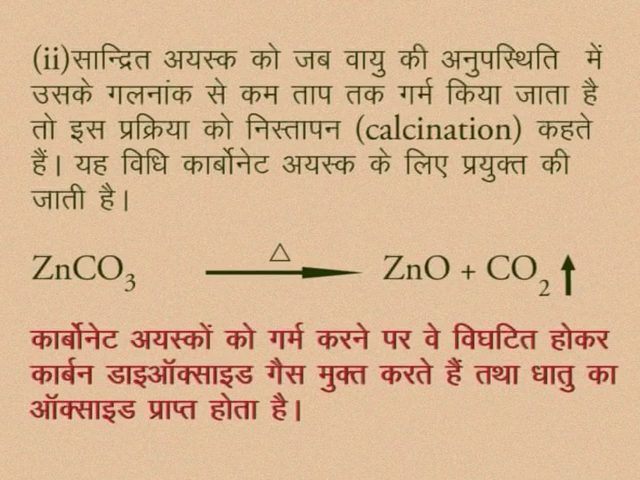 (ii)सान्द्रित अयस्क को जब वायु की अनुपस्थिति में
उसके गलनांक से कम ताप तक गर्म किया जाता है
तो इस प्रक्रिया को निस्तापन (calcination) कहते
हैं। यह विधि कार्बोनेट अयस्क के लिए प्रयुक्त की
जाती है।
ZnCO₃ —△→ ZnO + CO₂ ↑
कार्बोनेट अयस्कों को गर्म करने पर वे विघटित होकर
कार्बन डाइऑक्साइड गैस मुक्त करते हैं तथा धातु का
ऑक्साइड प्राप्त होता है।